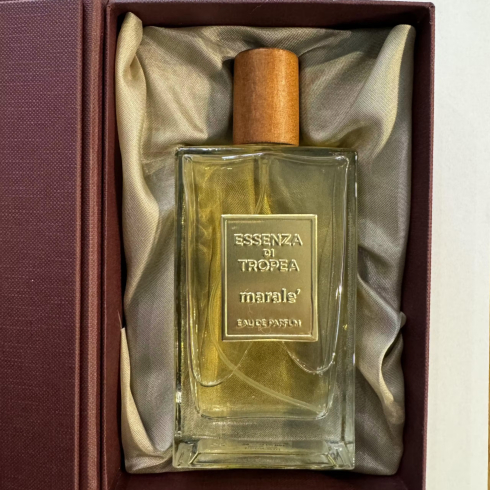 ESSENZA
DI
TROPEA
marale'
EAU DE PARFUM